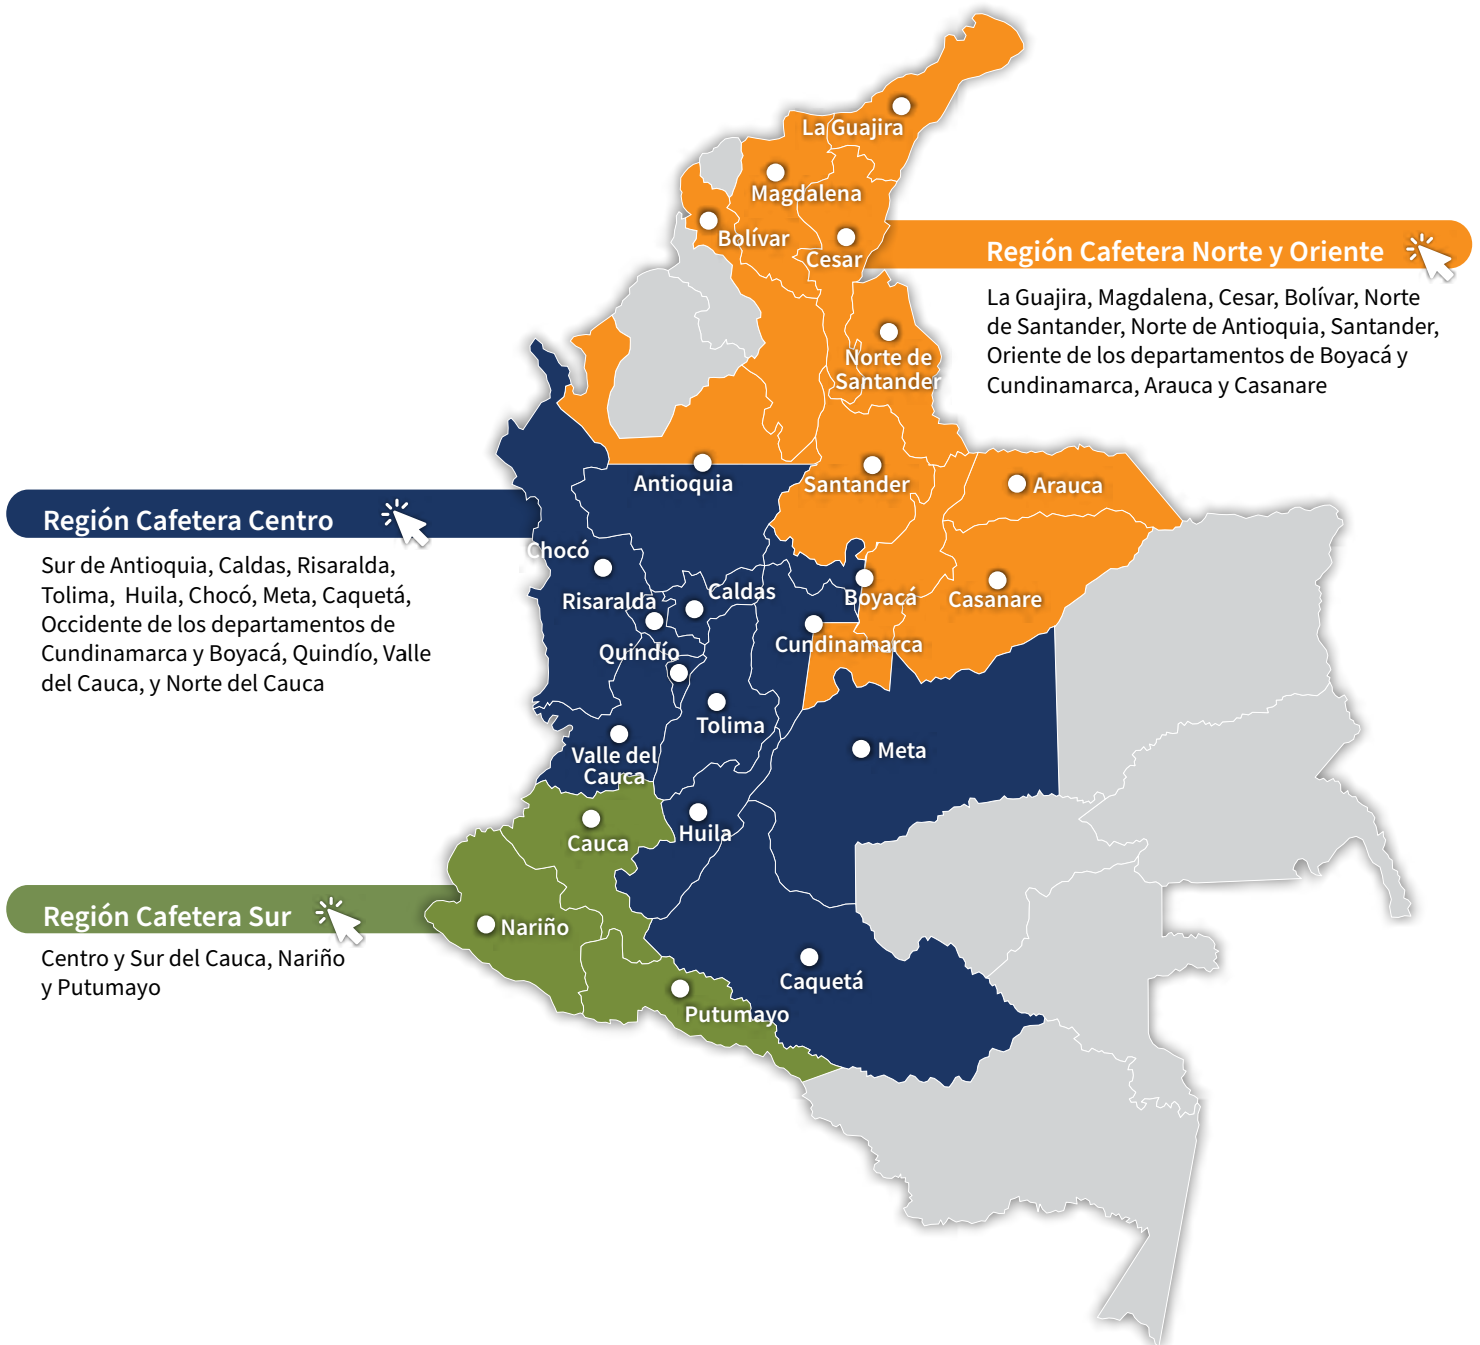 La Guajira
Magdalena
Bolívar
Cesar
Región Cafetera Norte y Oriente
La Guajira, Magdalena, Cesar, Bolívar, Norte
de Santander, Norte de Antioquia, Santander,
Oriente de los departamentos de Boyacá y
Cundinamarca, Arauca y Casanare
Norte de
Santander
Antioquia
Santander
Arauca
Región Cafetera Centro
Sur de Antioquia, Caldas, Risaralda,
Tolima, Huila, Chocó, Meta, Caquetá,
Occidente de los departamentos de
Cundinamarca y Boyacá, Quindío, Valle
del Cauca, y Norte del Cauca
Chocó
Risaralda
Caldas
Boyacá
Casanare
Quindío
Cundinamarca
Tolima
Meta
Valle del
Cauca
Cauca
Huila
Región Cafetera Sur
Centro y Sur del Cauca, Nariño
y Putumayo
Nariño
Caquetá
Putumayo